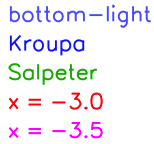 bottom-light
Kroupa
Salpeter
x = -3.0
x = -3.5